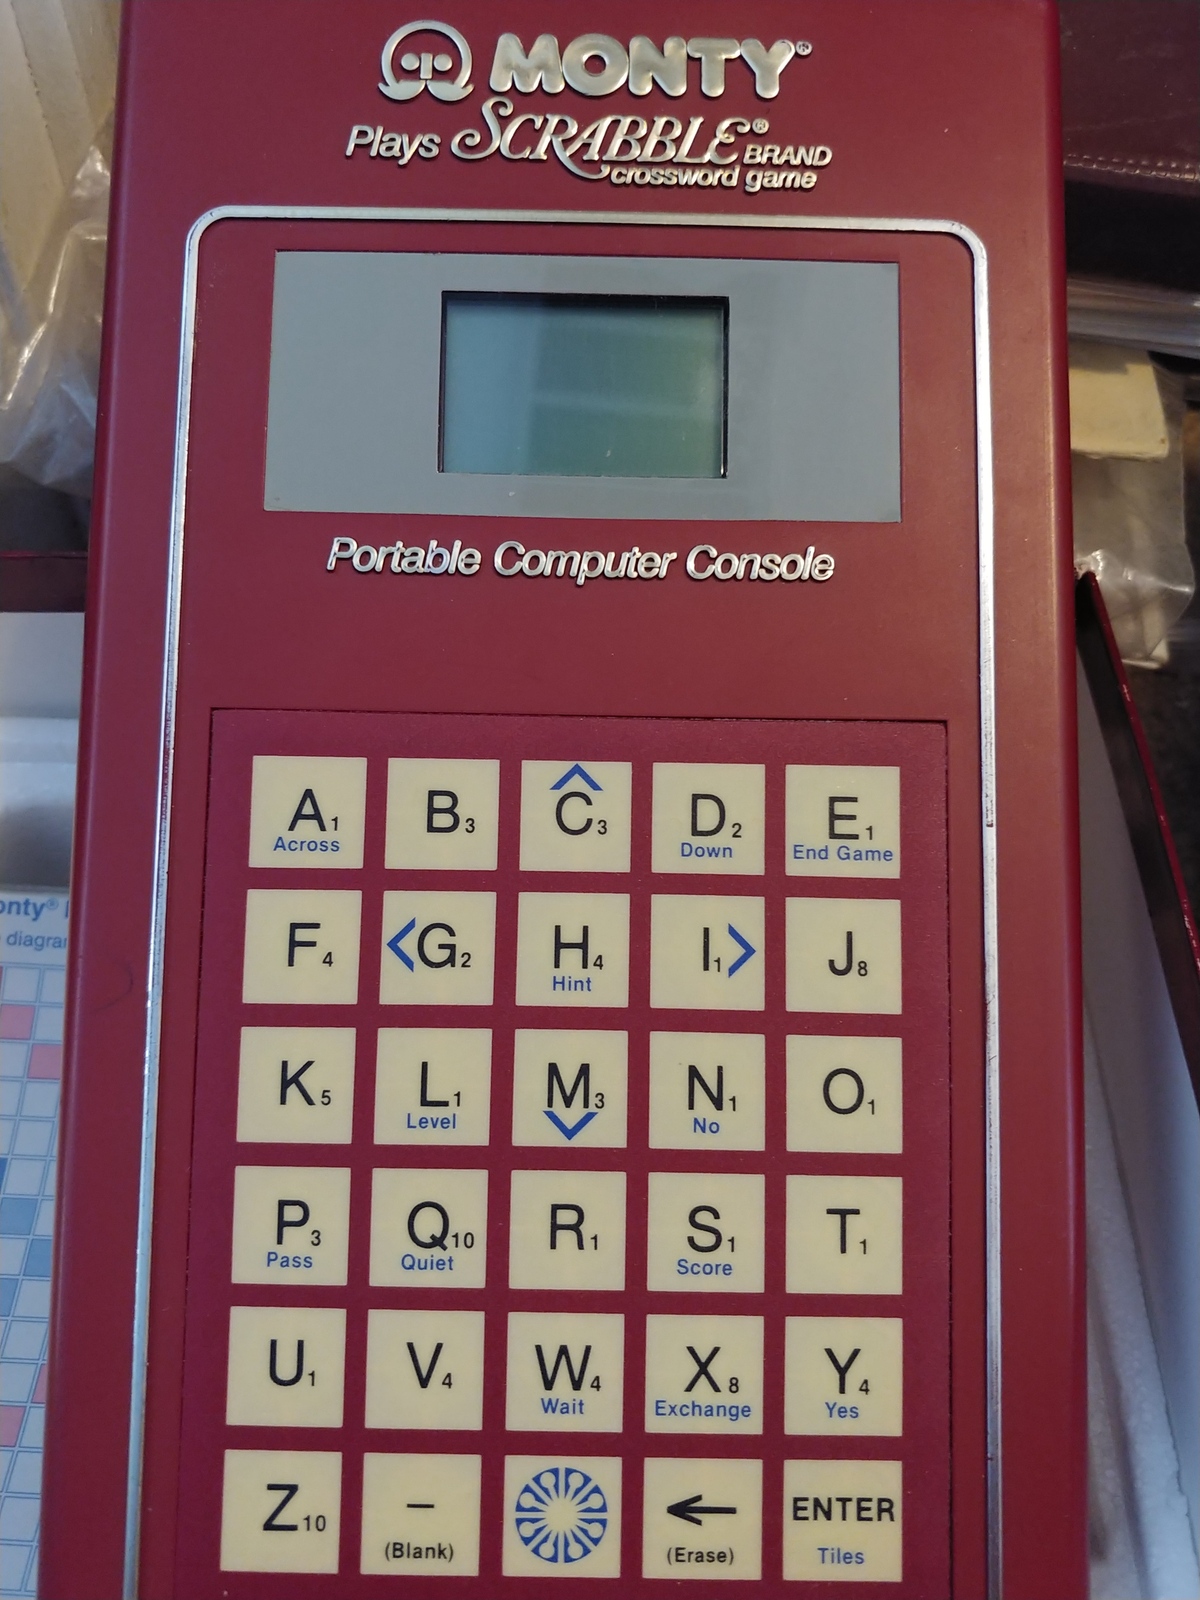 MONTY®
Plays SCRABBLE® BRAND
crossword game
Portable Computer Console
A1 B3 C3 D2 E1
Across Down End Game
F4 <G2 H4 I1> J8
Hint
K5 L1 M3 N1 O1
Level No
P3 Q10 R1 S1 T1
Pass Quiet Score
U1 V4 W4 X8 Y4
Wait Exchange Yes
Z10 – ← ENTER
(Blank) (Erase) Tiles
onty®
diagra